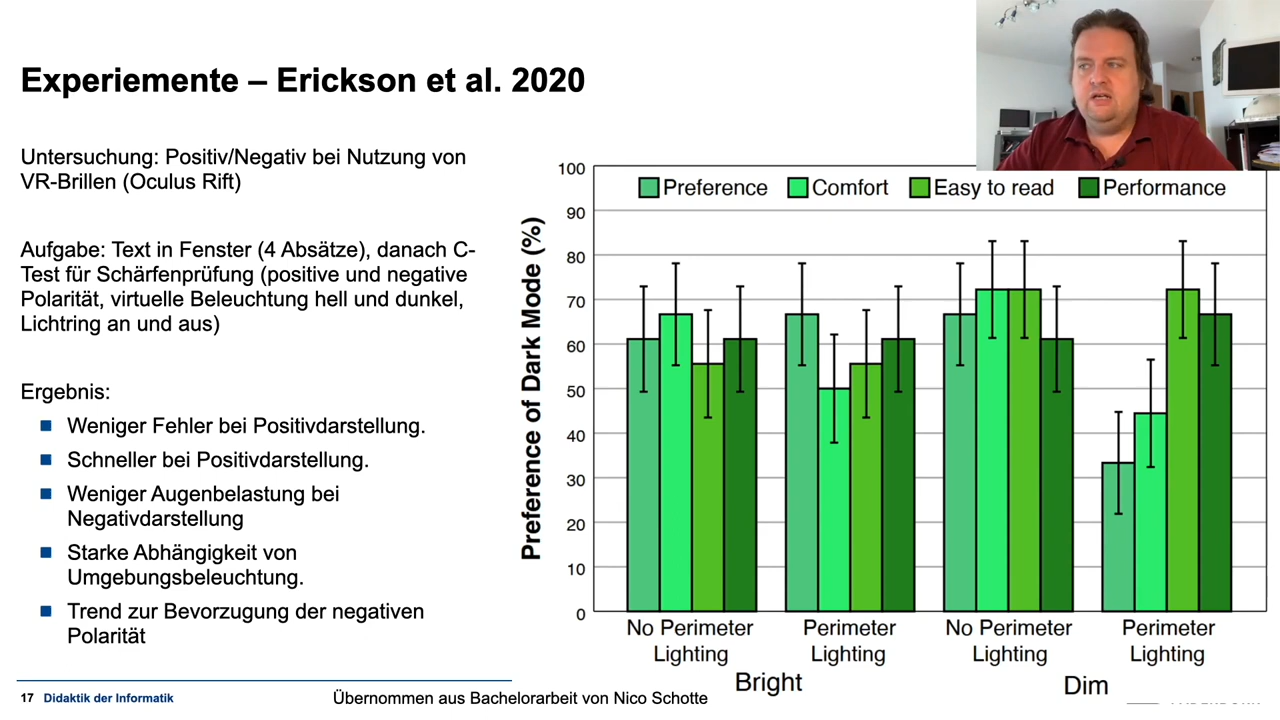 Experiemente – Erickson et al. 2020
Untersuchung: Positiv/Negativ bei Nutzung von
VR-Brillen (Oculus Rift)
Aufgabe: Text in Fenster (4 Absätze), danach C-
Test für Schärfenprüfung (positive und negative
Polarität, virtuelle Beleuchtung hell und dunkel,
Lichtring an und aus)
Ergebnis:
Weniger Fehler bei Positivdarstellung.
Schneller bei Positivdarstellung.
Weniger Augenbelastung bei
Negativdarstellung
Starke Abhängigkeit von
Umgebungsbeleuchtung.
Trend zur Bevorzugung der negativen
Polarität
Preference of Dark Mode (%)
100
90
80
70
60
50
40
30
20
10
0
Preference Comfort Easy to read Performance
No Perimeter Perimeter No Perimeter Perimeter
Lighting Lighting Lighting Lighting
Bright Dim
17 Didaktik der Informatik
Übernommen aus Bachelorarbeit von Nico Schotte